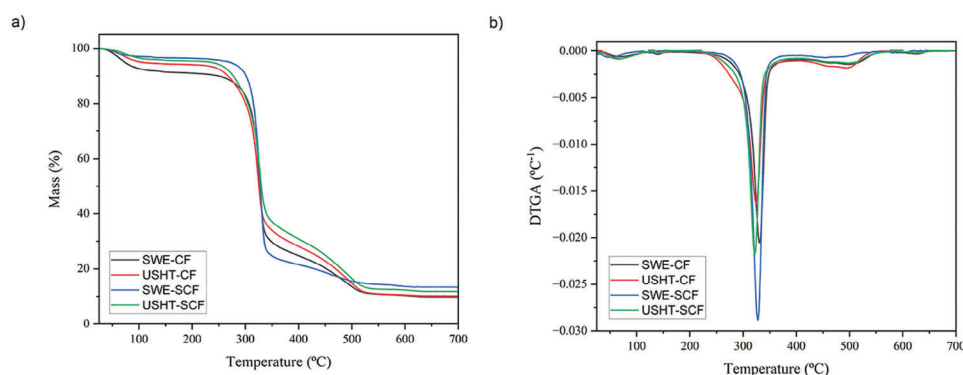 a)
b)
Mass (%)
100
80
60
40
20
0
SWE-CF
USHT-CF
SWE-SCF
USHT-SCF
100 200 300 400 500 600 700
Temperature (ºC)
DTGA (ºC⁻¹)
0.000
−0.005
−0.010
−0.015
−0.020
−0.025
−0.030
SWE-CF
USHT-CF
SWE-SCF
USHT-SCF
100 200 300 400 500 600 700
Temperature (ºC)